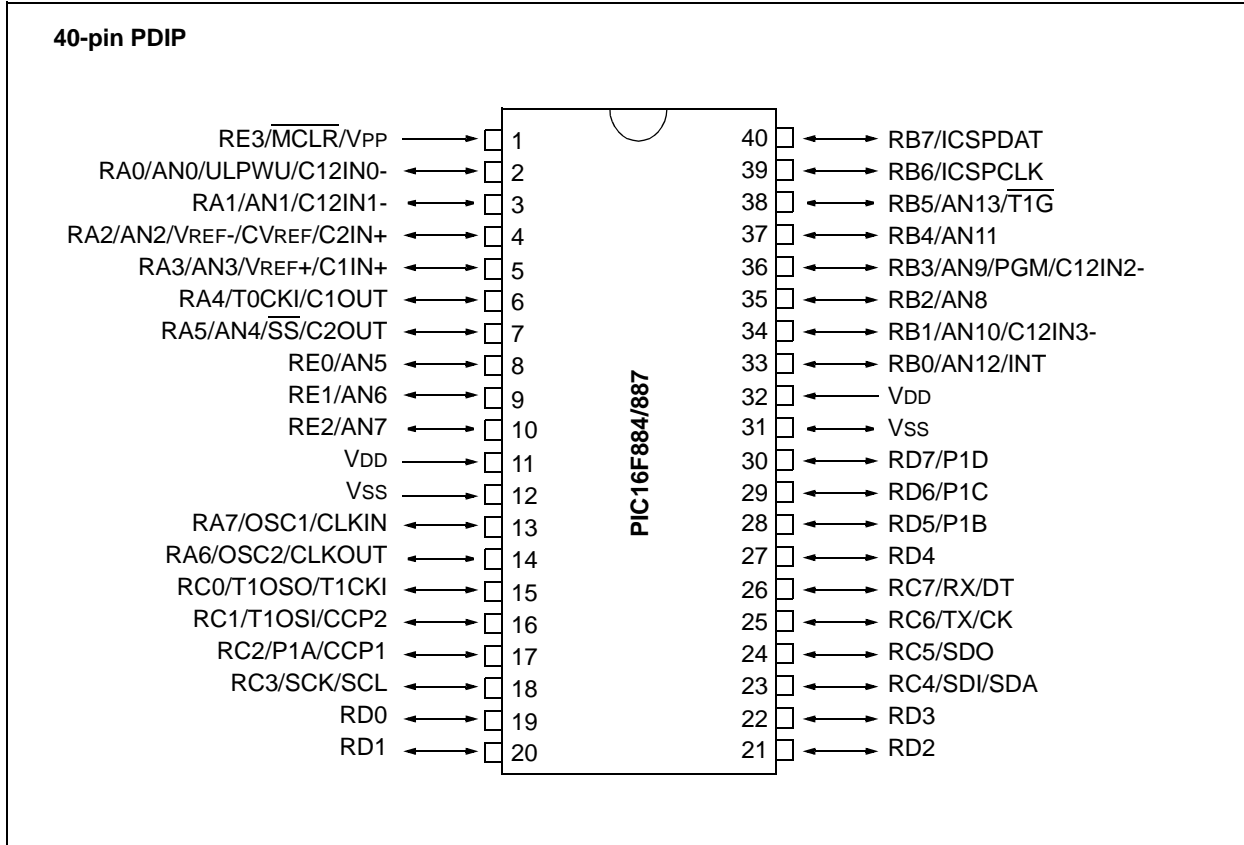 40-pin PDIP
RE3/MCLR/VPP 1
RA0/AN0/ULPWU/C12IN0- 2
RA1/AN1/C12IN1- 3
RA2/AN2/VREF-/CVREF/C2IN+ 4
RA3/AN3/VREF+/C1IN+ 5
RA4/T0CKI/C1OUT 6
RA5/AN4/SS/C2OUT 7
RE0/AN5 8
RE1/AN6 9
RE2/AN7 10
VDD 11
VSS 12
RA7/OSC1/CLKIN 13
RA6/OSC2/CLKOUT 14
RC0/T1OSO/T1CKI 15
RC1/T1OSI/CCP2 16
RC2/P1A/CCP1 17
RC3/SCK/SCL 18
RD0 19
RD1 20
PIC16F884/887
40 RB7/ICSPDAT
39 RB6/ICSPCLK
38 RB5/AN13/T1G
37 RB4/AN11
36 RB3/AN9/PGM/C12IN2-
35 RB2/AN8
34 RB1/AN10/C12IN3-
33 RB0/AN12/INT
32 VDD
31 VSS
30 RD7/P1D
29 RD6/P1C
28 RD5/P1B
27 RD4
26 RC7/RX/DT
25 RC6/TX/CK
24 RC5/SDO
23 RC4/SDI/SDA
22 RD3
21 RD2